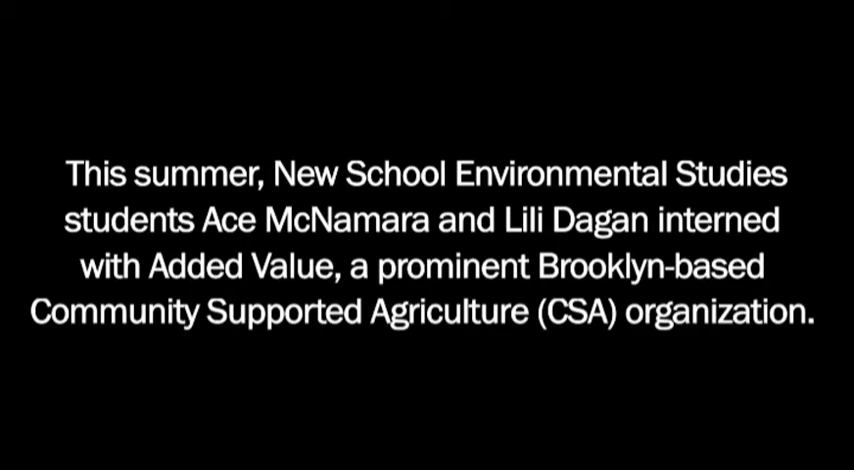 This summer, New School Environmental Studies
students Ace McNamara and Lili Dagan interned
with Added Value, a prominent Brooklyn-based
Community Supported Agriculture (CSA) organization.